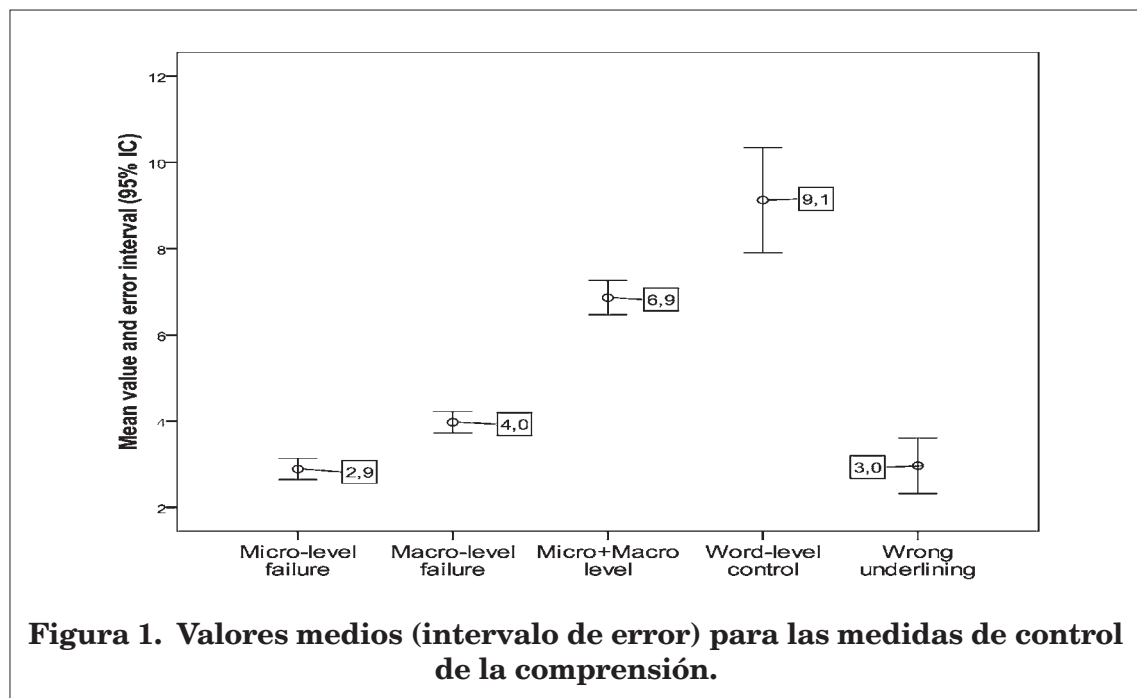 Mean value and error interval (95% IC)
12
10
8
6
4
2
2,9
4,0
6,9
9,1
3,0
Micro-level
failure
Macro-level
failure
Micro+Macro
level
Word-level
control
Wrong
underlining
Figura 1. Valores medios (intervalo de error) para las medidas de control
de la comprensión.